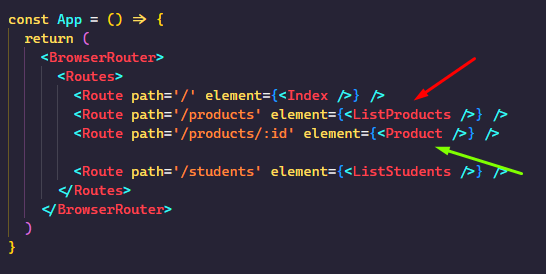 const App = () => {
return (
<BrowserRouter>
<Routes>
<Route path='/' element={<Index />} />
<Route path='/products' element={<ListProducts />} />
<Route path='/products/:id' element={<Product />} />
<Route path='/students' element={<ListStudents />} />
</Routes>
</BrowserRouter>
)
}